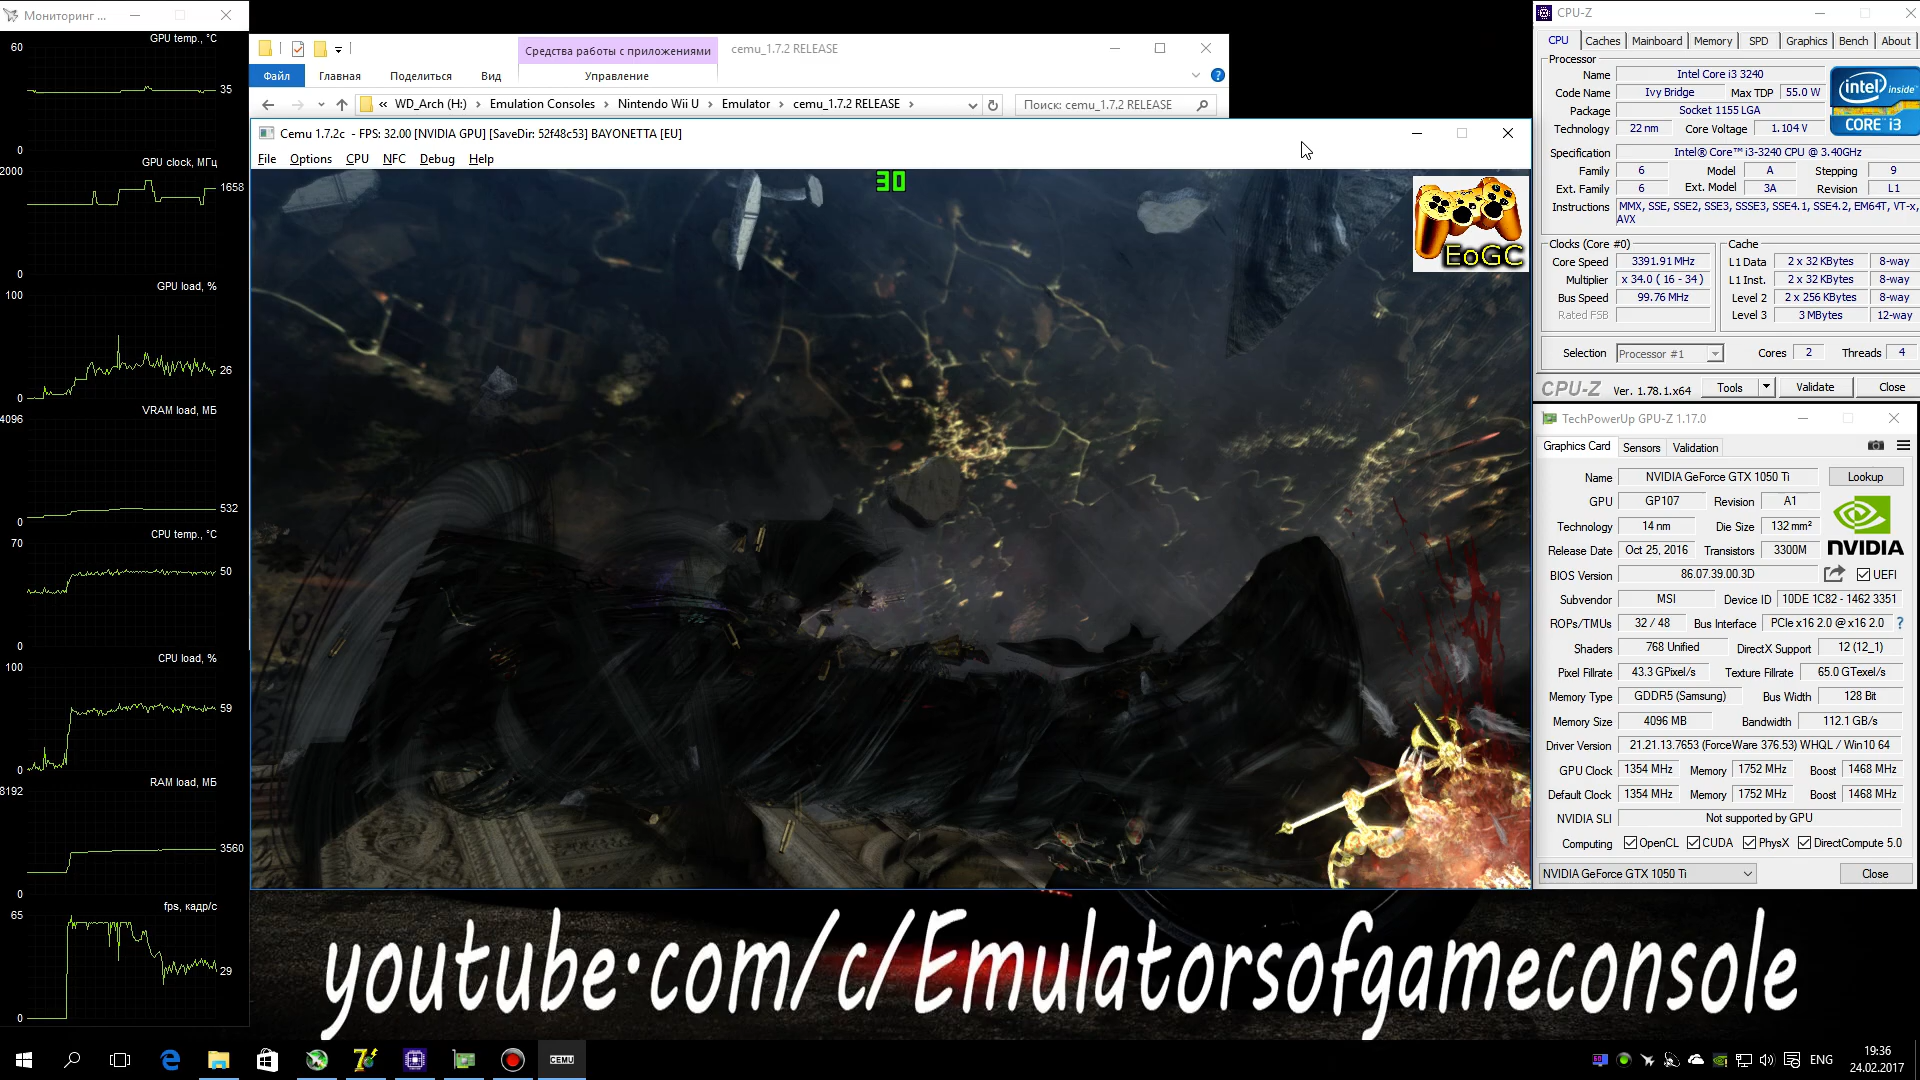 Мониторинг ...
GPU temp., °C
60
35
0
GPU clock, МГц
2000
1658
0
GPU load, %
100
26
0
VRAM load, МБ
4096
532
0
CPU temp., °C
70
50
0
CPU load, %
100
59
0
RAM load, МБ
8192
3560
0
fps, кадр/с
65
29
0
Средства работы с приложениями
cemu_1.7.2 RELEASE
Файл
Главная
Поделиться
Вид
Управление
« WD_Arch (H:) › Emulation Consoles › Nintendo Wii U › Emulator › cemu_1.7.2 RELEASE ›
Поиск: cemu_1.7.2 RELEASE
Cemu 1.7.2c - FPS: 32.00 [NVIDIA GPU] [SaveDir: 52f48c53] BAYONETTA [EU]
File Options CPU NFC Debug Help
30
EoGC
CPU-Z
CPU Caches Mainboard Memory SPD Graphics Bench About
Processor
Name Intel Core i3 3240
Code Name Ivy Bridge Max TDP 55.0 W
Package Socket 1155 LGA
Technology 22 nm Core Voltage 1.104 V
intel inside™
CORE i3
Specification Intel® Core™ i3-3240 CPU @ 3.40GHz
Family 6 Model A Stepping 9
Ext. Family 6 Ext. Model 3A Revision L1
Instructions MMX, SSE, SSE2, SSE3, SSSE3, SSE4.1, SSE4.2, EM64T, VT-x,
AVX
Clocks (Core #0) Cache
Core Speed 3391.91 MHz L1 Data 2 x 32 KBytes 8-way
Multiplier x 34.0 ( 16 - 34 ) L1 Inst. 2 x 32 KBytes 8-way
Bus Speed 99.76 MHz Level 2 2 x 256 KBytes 8-way
Rated FSB Level 3 3 MBytes 12-way
Selection Processor #1 Cores 2 Threads 4
CPU-Z Ver. 1.78.1.x64 Tools Validate Close
TechPowerUp GPU-Z 1.17.0
Graphics Card Sensors Validation
Name NVIDIA GeForce GTX 1050 Ti Lookup
GPU GP107 Revision A1
Technology 14 nm Die Size 132 mm²
Release Date Oct 25, 2016 Transistors 3300M
NVIDIA
BIOS Version 86.07.39.00.3D UEFI
Subvendor MSI Device ID 10DE 1C82 - 1462 3351
ROPs/TMUs 32 / 48 Bus Interface PCIe x16 2.0 @ x16 2.0 ?
Shaders 768 Unified DirectX Support 12 (12_1)
Pixel Fillrate 43.3 GPixel/s Texture Fillrate 65.0 GTexel/s
Memory Type GDDR5 (Samsung) Bus Width 128 Bit
Memory Size 4096 MB Bandwidth 112.1 GB/s
Driver Version 21.21.13.7653 (ForceWare 376.53) WHQL / Win10 64
GPU Clock 1354 MHz Memory 1752 MHz Boost 1468 MHz
Default Clock 1354 MHz Memory 1752 MHz Boost 1468 MHz
NVIDIA SLI Not supported by GPU
Computing OpenCL CUDA PhysX DirectCompute 5.0
NVIDIA GeForce GTX 1050 Ti Close
youtube.com/c/Emulatorsofgameconsole
CEMU
ENG
19:36
24.02.2017